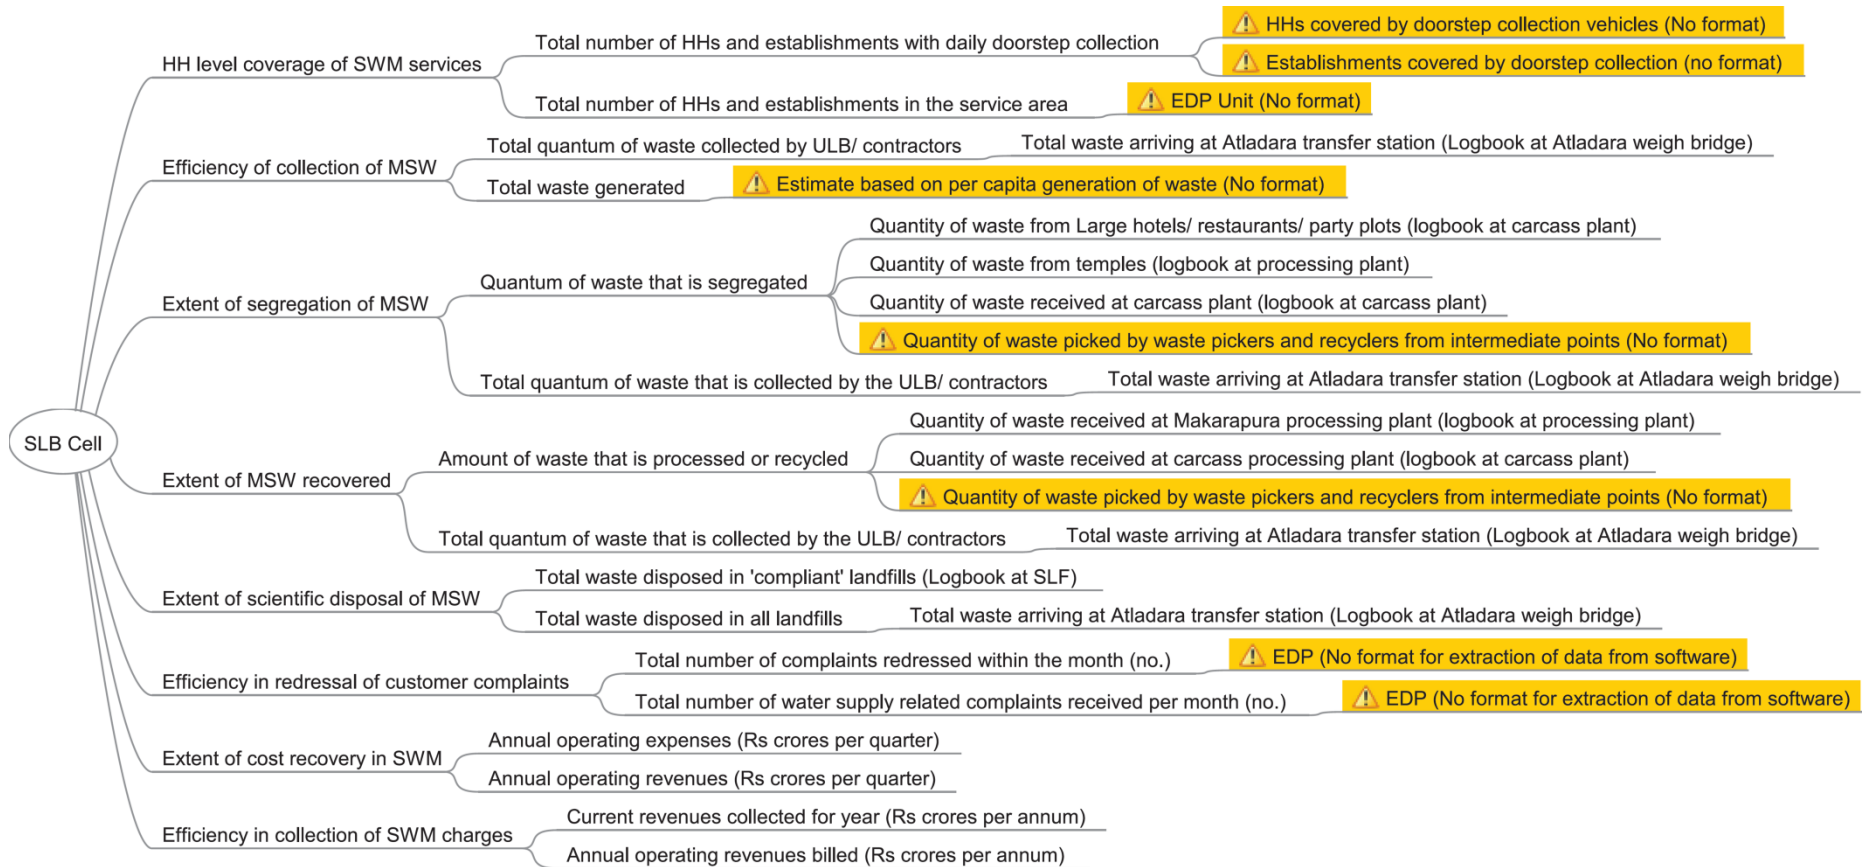 SLB Cell
HH level coverage of SWM services
Total number of HHs and establishments with daily doorstep collection
HHs covered by doorstep collection vehicles (No format)
Establishments covered by doorstep collection (no format)
Total number of HHs and establishments in the service area
EDP Unit (No format)
Efficiency of collection of MSW
Total quantum of waste collected by ULB/ contractors
Total waste arriving at Atladara transfer station (Logbook at Atladara weigh bridge)
Total waste generated
Estimate based on per capita generation of waste (No format)
Extent of segregation of MSW
Quantum of waste that is segregated
Quantity of waste from Large hotels/ restaurants/ party plots (logbook at carcass plant)
Quantity of waste from temples (logbook at processing plant)
Quantity of waste received at carcass plant (logbook at carcass plant)
Quantity of waste picked by waste pickers and recyclers from intermediate points (No format)
Total quantum of waste that is collected by the ULB/ contractors
Total waste arriving at Atladara transfer station (Logbook at Atladara weigh bridge)
Extent of MSW recovered
Amount of waste that is processed or recycled
Quantity of waste received at Makarapura processing plant (logbook at processing plant)
Quantity of waste received at carcass processing plant (logbook at carcass plant)
Quantity of waste picked by waste pickers and recyclers from intermediate points (No format)
Total quantum of waste that is collected by the ULB/ contractors
Total waste arriving at Atladara transfer station (Logbook at Atladara weigh bridge)
Extent of scientific disposal of MSW
Total waste disposed in 'compliant' landfills (Logbook at SLF)
Total waste disposed in all landfills
Total waste arriving at Atladara transfer station (Logbook at Atladara weigh bridge)
Efficiency in redressal of customer complaints
Total number of complaints redressed within the month (no.)
EDP (No format for extraction of data from software)
Total number of water supply related complaints received per month (no.)
EDP (No format for extraction of data from software)
Extent of cost recovery in SWM
Annual operating expenses (Rs crores per quarter)
Annual operating revenues (Rs crores per quarter)
Efficiency in collection of SWM charges
Current revenues collected for year (Rs crores per annum)
Annual operating revenues billed (Rs crores per annum)